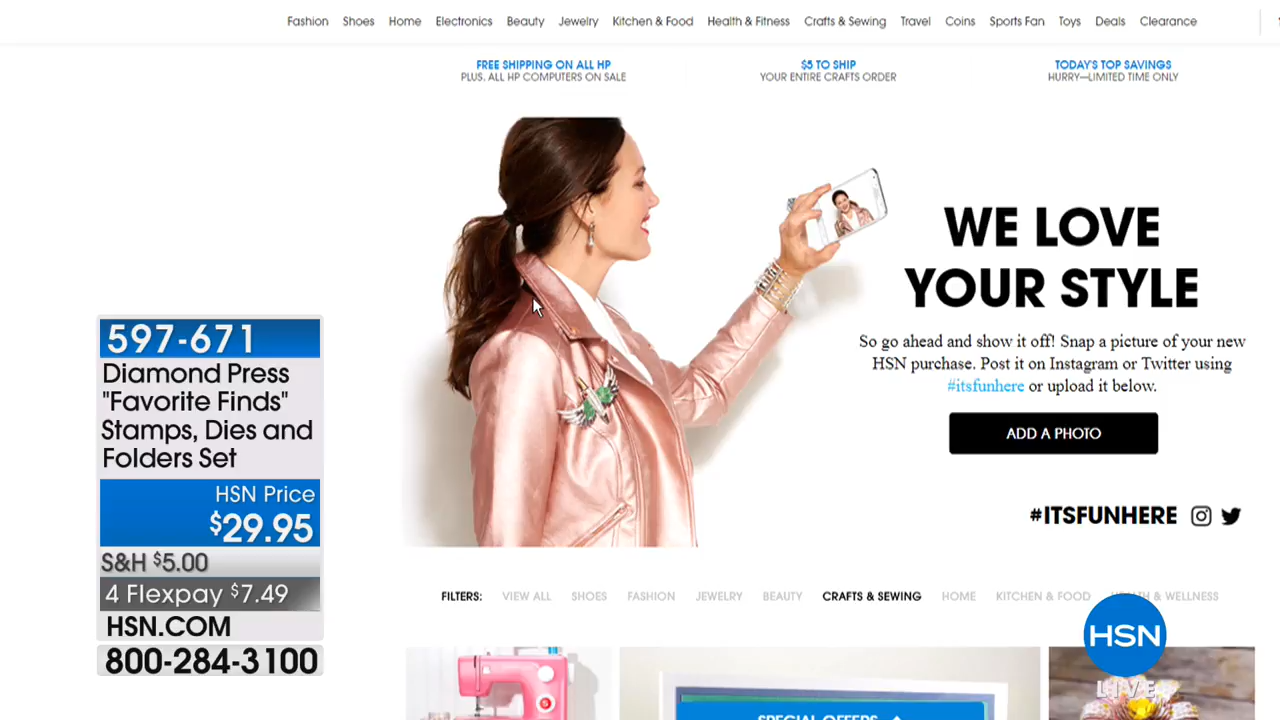 Fashion Shoes Home Electronics Beauty Jewelry Kitchen & Food Health & Fitness Crafts & Sewing Travel Coins Sports Fan Toys Deals Clearance
FREE SHIPPING ON ALL HP
PLUS, ALL HP COMPUTERS ON SALE
$5 TO SHIP
YOUR ENTIRE CRAFTS ORDER
TODAY'S TOP SAVINGS
HURRY—LIMITED TIME ONLY
WE LOVE
YOUR STYLE
So go ahead and show it off! Snap a picture of your new
HSN purchase. Post it on Instagram or Twitter using
#itsfunhere or upload it below.
ADD A PHOTO
#ITSFUNHERE
597-671
Diamond Press
"Favorite Finds"
Stamps, Dies and
Folders Set
HSN Price
$29.95
S&H $5.00
4 Flexpay $7.49
HSN.COM
800-284-3100
FILTERS: VIEW ALL SHOES FASHION JEWELRY BEAUTY CRAFTS & SEWING HOME KITCHEN & FOOD HEALTH & WELLNESS
HSN
LIVE
SPECIAL OFFERS